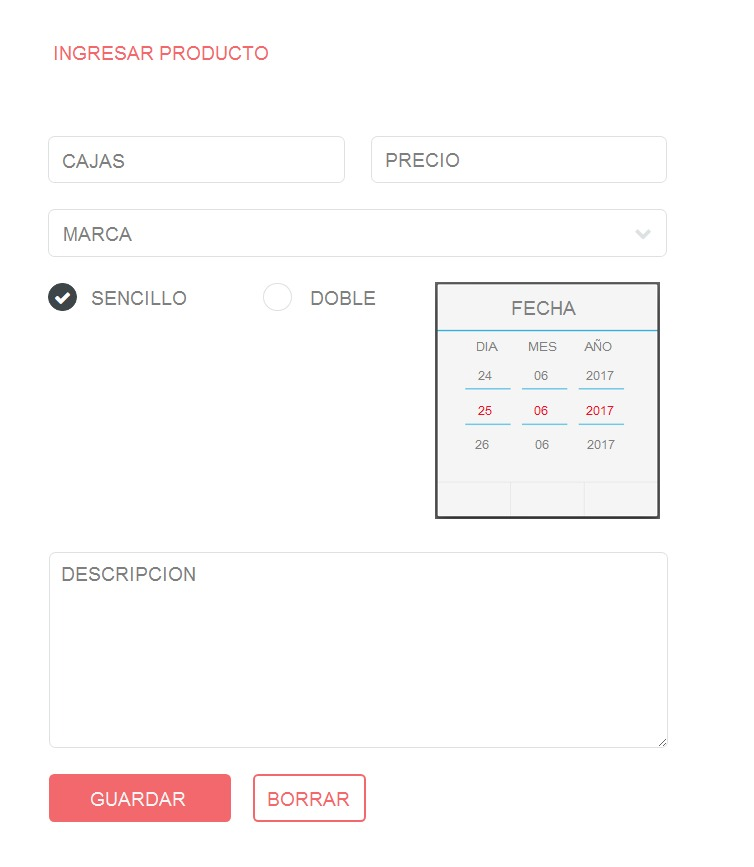 INGRESAR PRODUCTO
CAJAS PRECIO
MARCA
SENCILLO DOBLE
FECHA
DIA MES AÑO
24 06 2017
25 06 2017
26 06 2017
DESCRIPCION
GUARDAR BORRAR